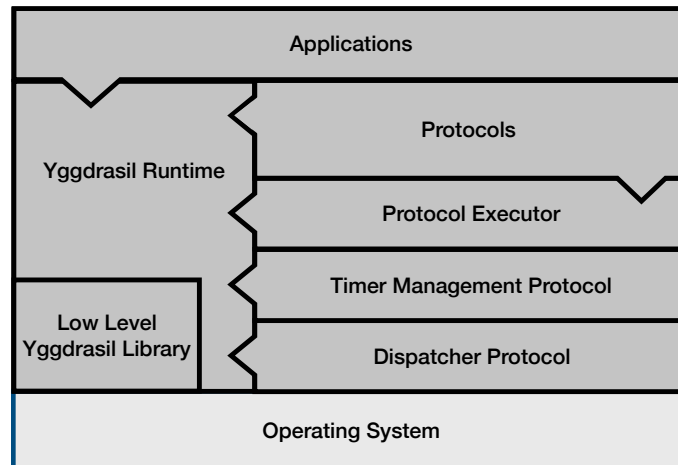 Applications
Protocols
Yggdrasil Runtime
Protocol Executor
Timer Management Protocol
Low Level
Yggdrasil Library
Dispatcher Protocol
Operating System